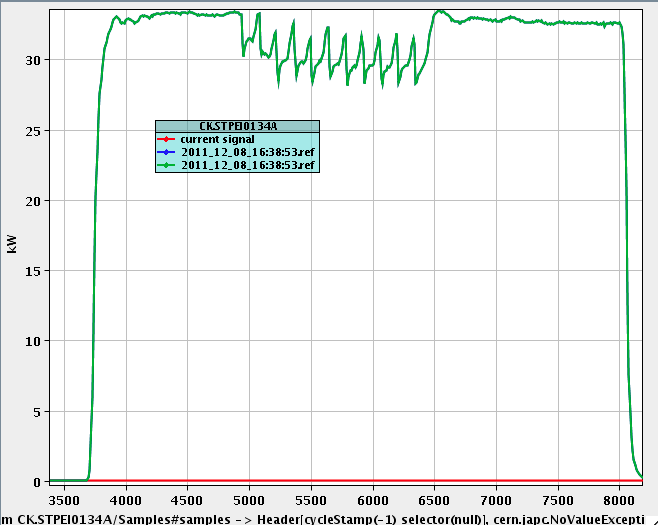 30
25
20
15
10
5
0
kW
CK.STPEI0134A
current signal
2011_12_08_16:38:53.ref
2011_12_08_16:38:53.ref
3500 4000 4500 5000 5500 6000 6500 7000 7500 8000
m CK.STPEI0134A/Samples#samples -> Header[cycleStamp(-1) selector(null)], cern.japc.NoValueExcepti